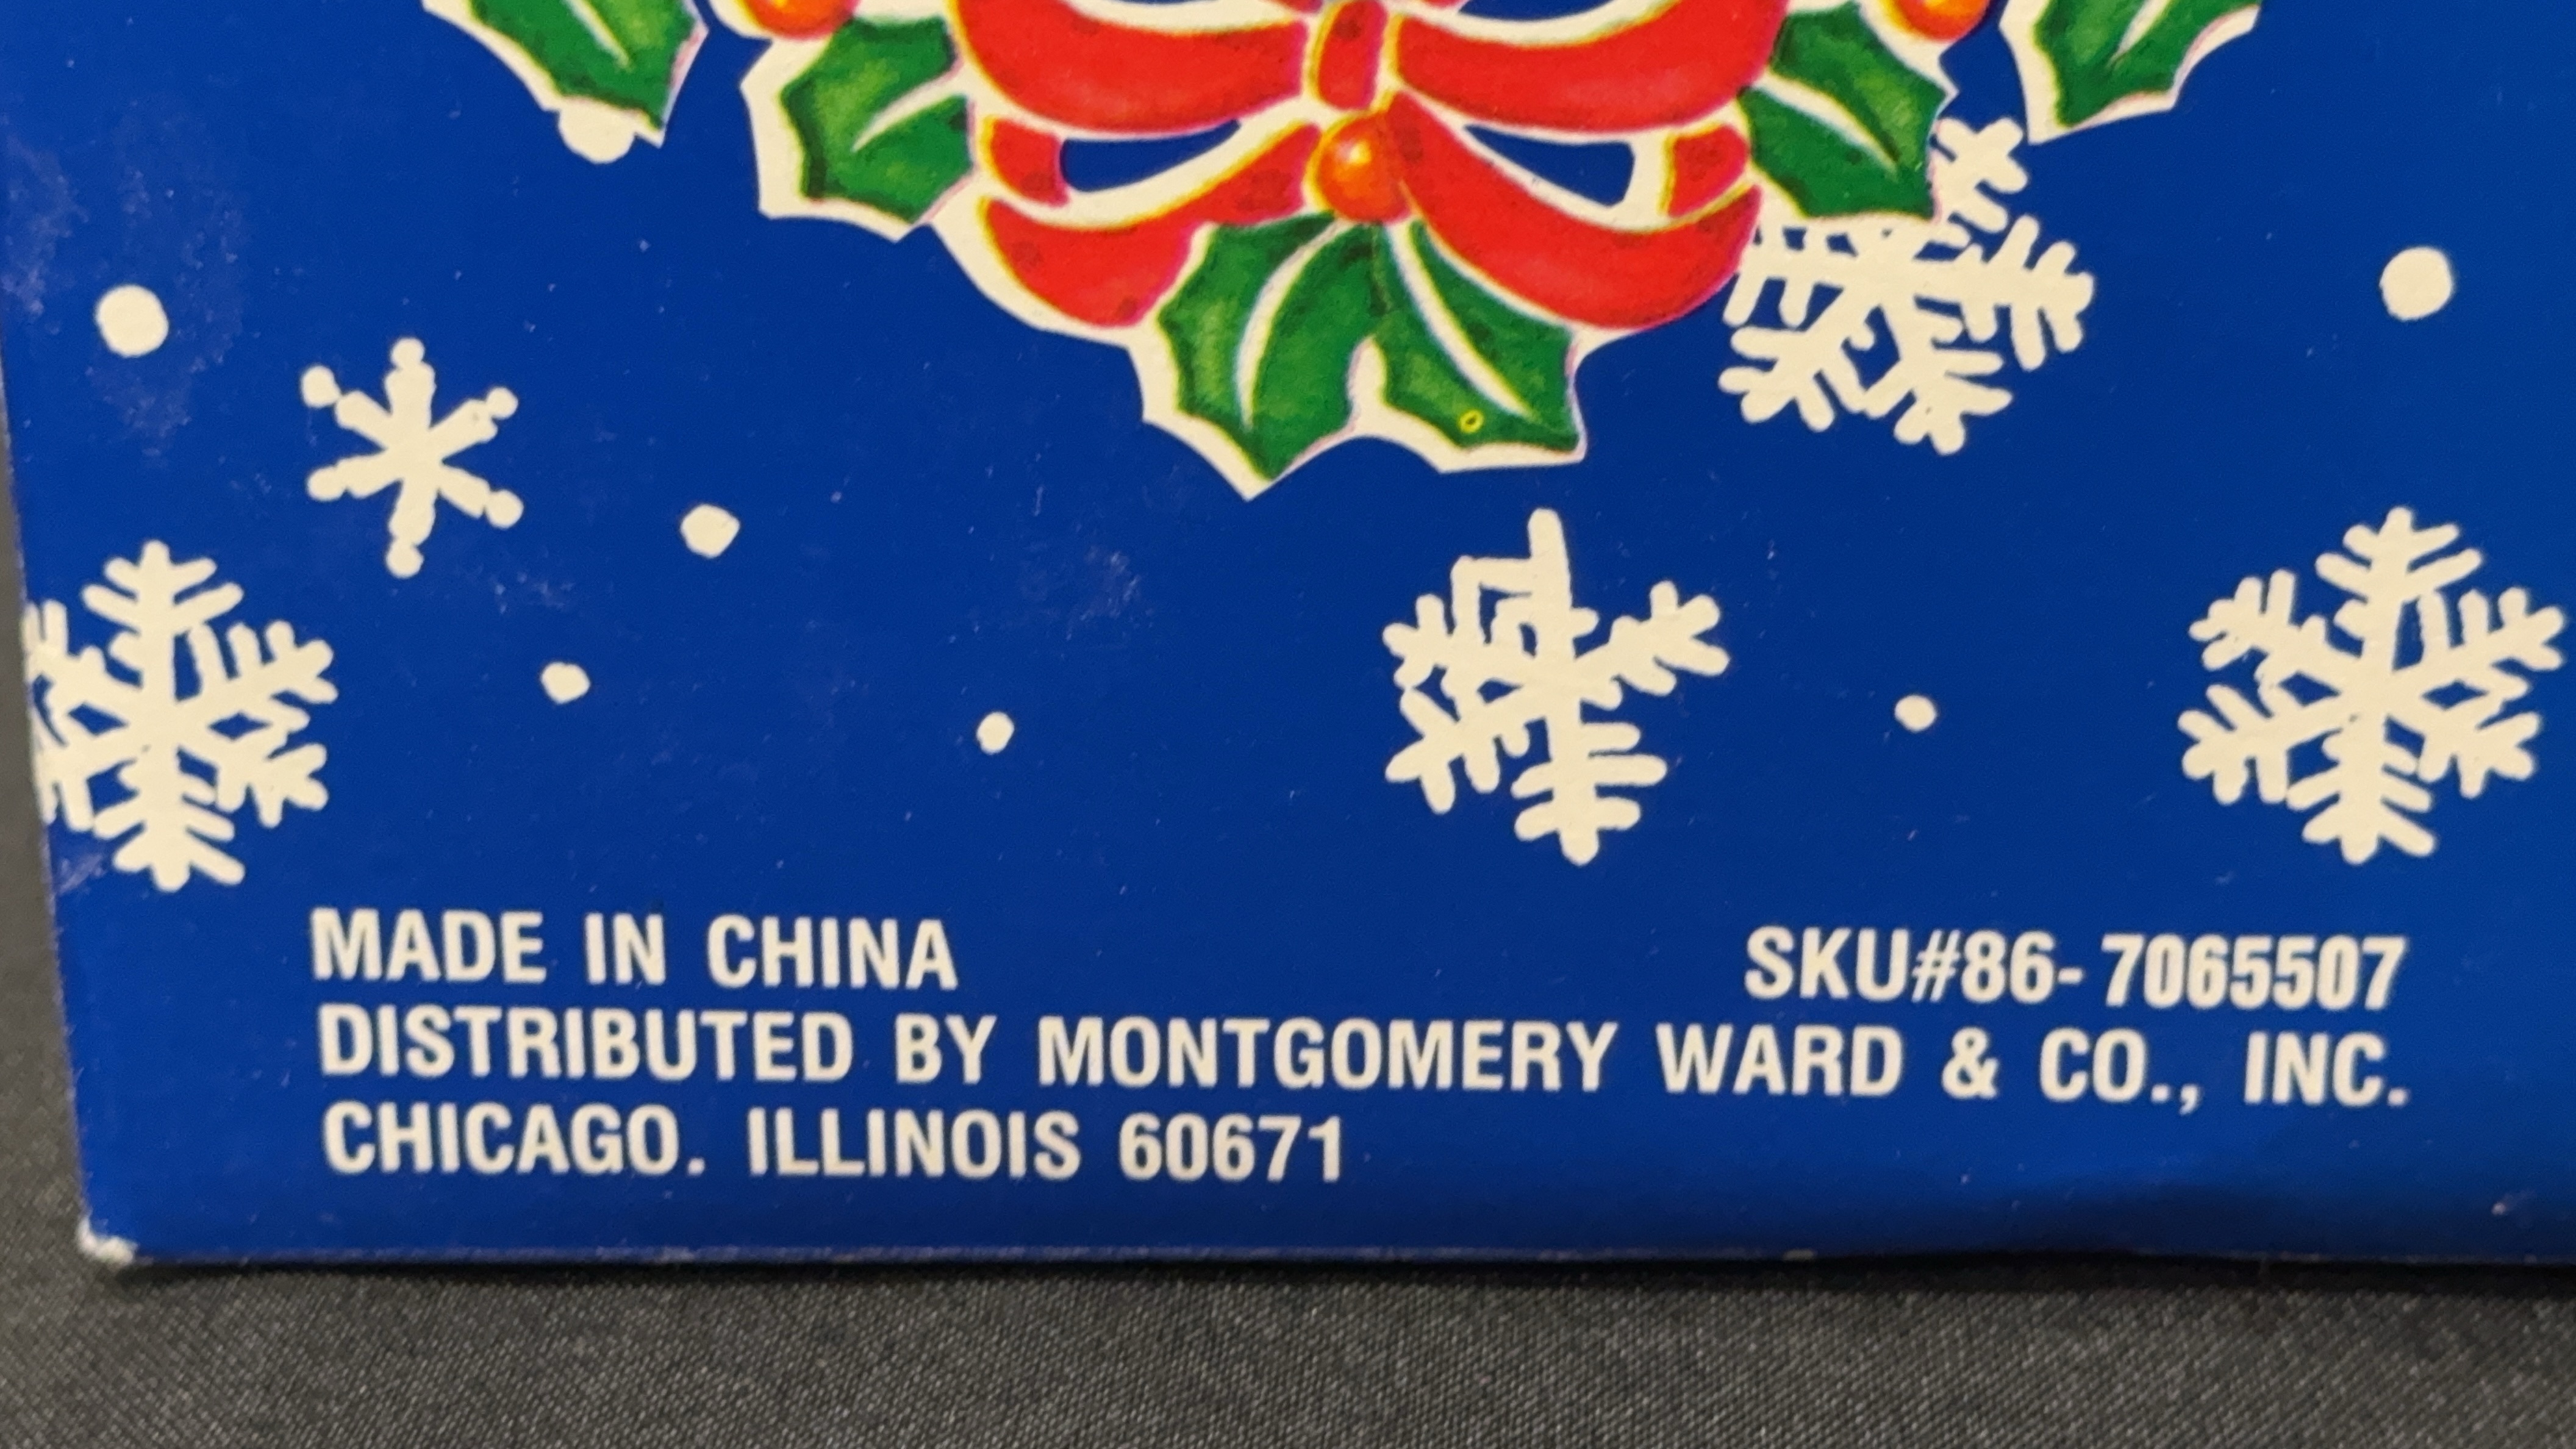 MADE IN CHINA SKU#86-7065507
DISTRIBUTED BY MONTGOMERY WARD & CO., INC.
CHICAGO. ILLINOIS 60671